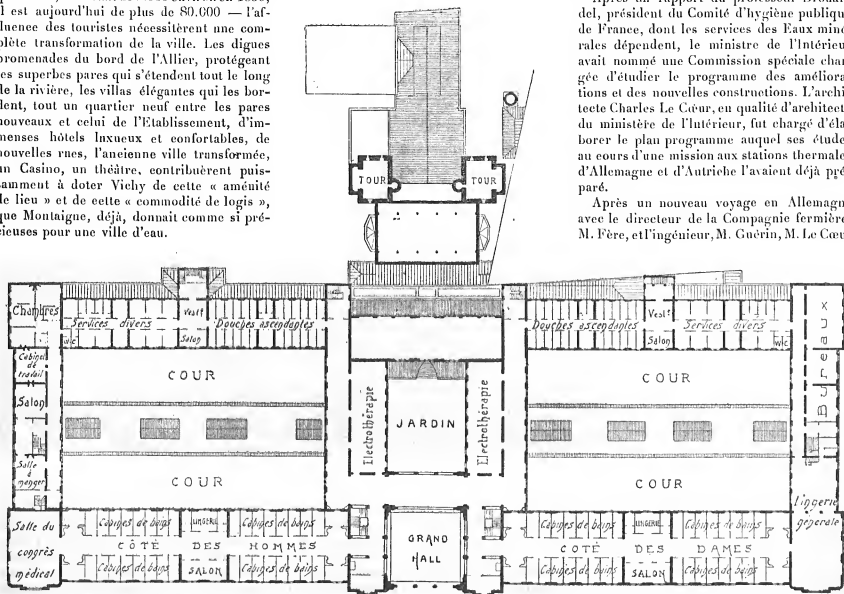 il est aujourd'hui de plus de 80.000 — l'af-
fluence des touristes nécessitèrent une com-
plète transformation de la ville. Les digues
promenades du bord de l'Allier, protégeant
les superbes parcs qui s'étendent tout le long
de la rivière, les villas élégantes qui les bor-
dent, tout un quartier neuf entre les parcs
nouveaux et celui de l'Etablissement, d'im-
menses hôtels luxueux et confortables, de
nouvelles rues, l'ancienne ville transformée,
un Casino, un théâtre, contribuèrent puis-
samment à doter Vichy de cette « aménité
de lieu » et de cette « commodité de logis »,
que Montaigne, déjà, donnait comme si pré-
cieuses pour une ville d'eau.
Après un rapport du professeur Brouar
del, président du Comité d'hygiène publique
de France, dont les services des Eaux miné
rales dépendent, le ministre de l'Intérieu
avait nommé une Commission spéciale char
gée d'étudier le programme des améliora
tions et des nouvelles constructions. L'archi
tecte Charles Le Cœur, en qualité d'architect
du ministère de l'Intérieur, fut chargé d'éla
borer le plan programme auquel ses étude
au cours d'une mission aux stations thermale
d'Allemagne et d'Autriche l'avaient déjà pré
paré.
Après un nouveau voyage en Allemagn
avec le directeur de la Compagnie fermière
M. Fère, et l'ingénieur, M. Guérin, M. Le Cœu
TOUR TOUR
Chambres
Services divers
Vest!
Salon
Douches ascendantes
Douches ascendantes
Vest!
Salon
Services divers
Bureaux
wc
wc
Cabinet
de
travail
Salon
Salle
à
manger
COUR
COUR
COUR
COUR
Electrothérapie
JARDIN
Electrothérapie
Lingerie
générale
Salle du
congrès
médical
Cabines de bains LINGERIE Cabines de bains
CÔTÉ DES HOMMES
Cabines de bains SALON Cabines de bains
GRAND
HALL
Cabines de bains LINGERIE Cabines de bains
COTÉ DES DAMES
Cabines de bains SALON Cabines de bains